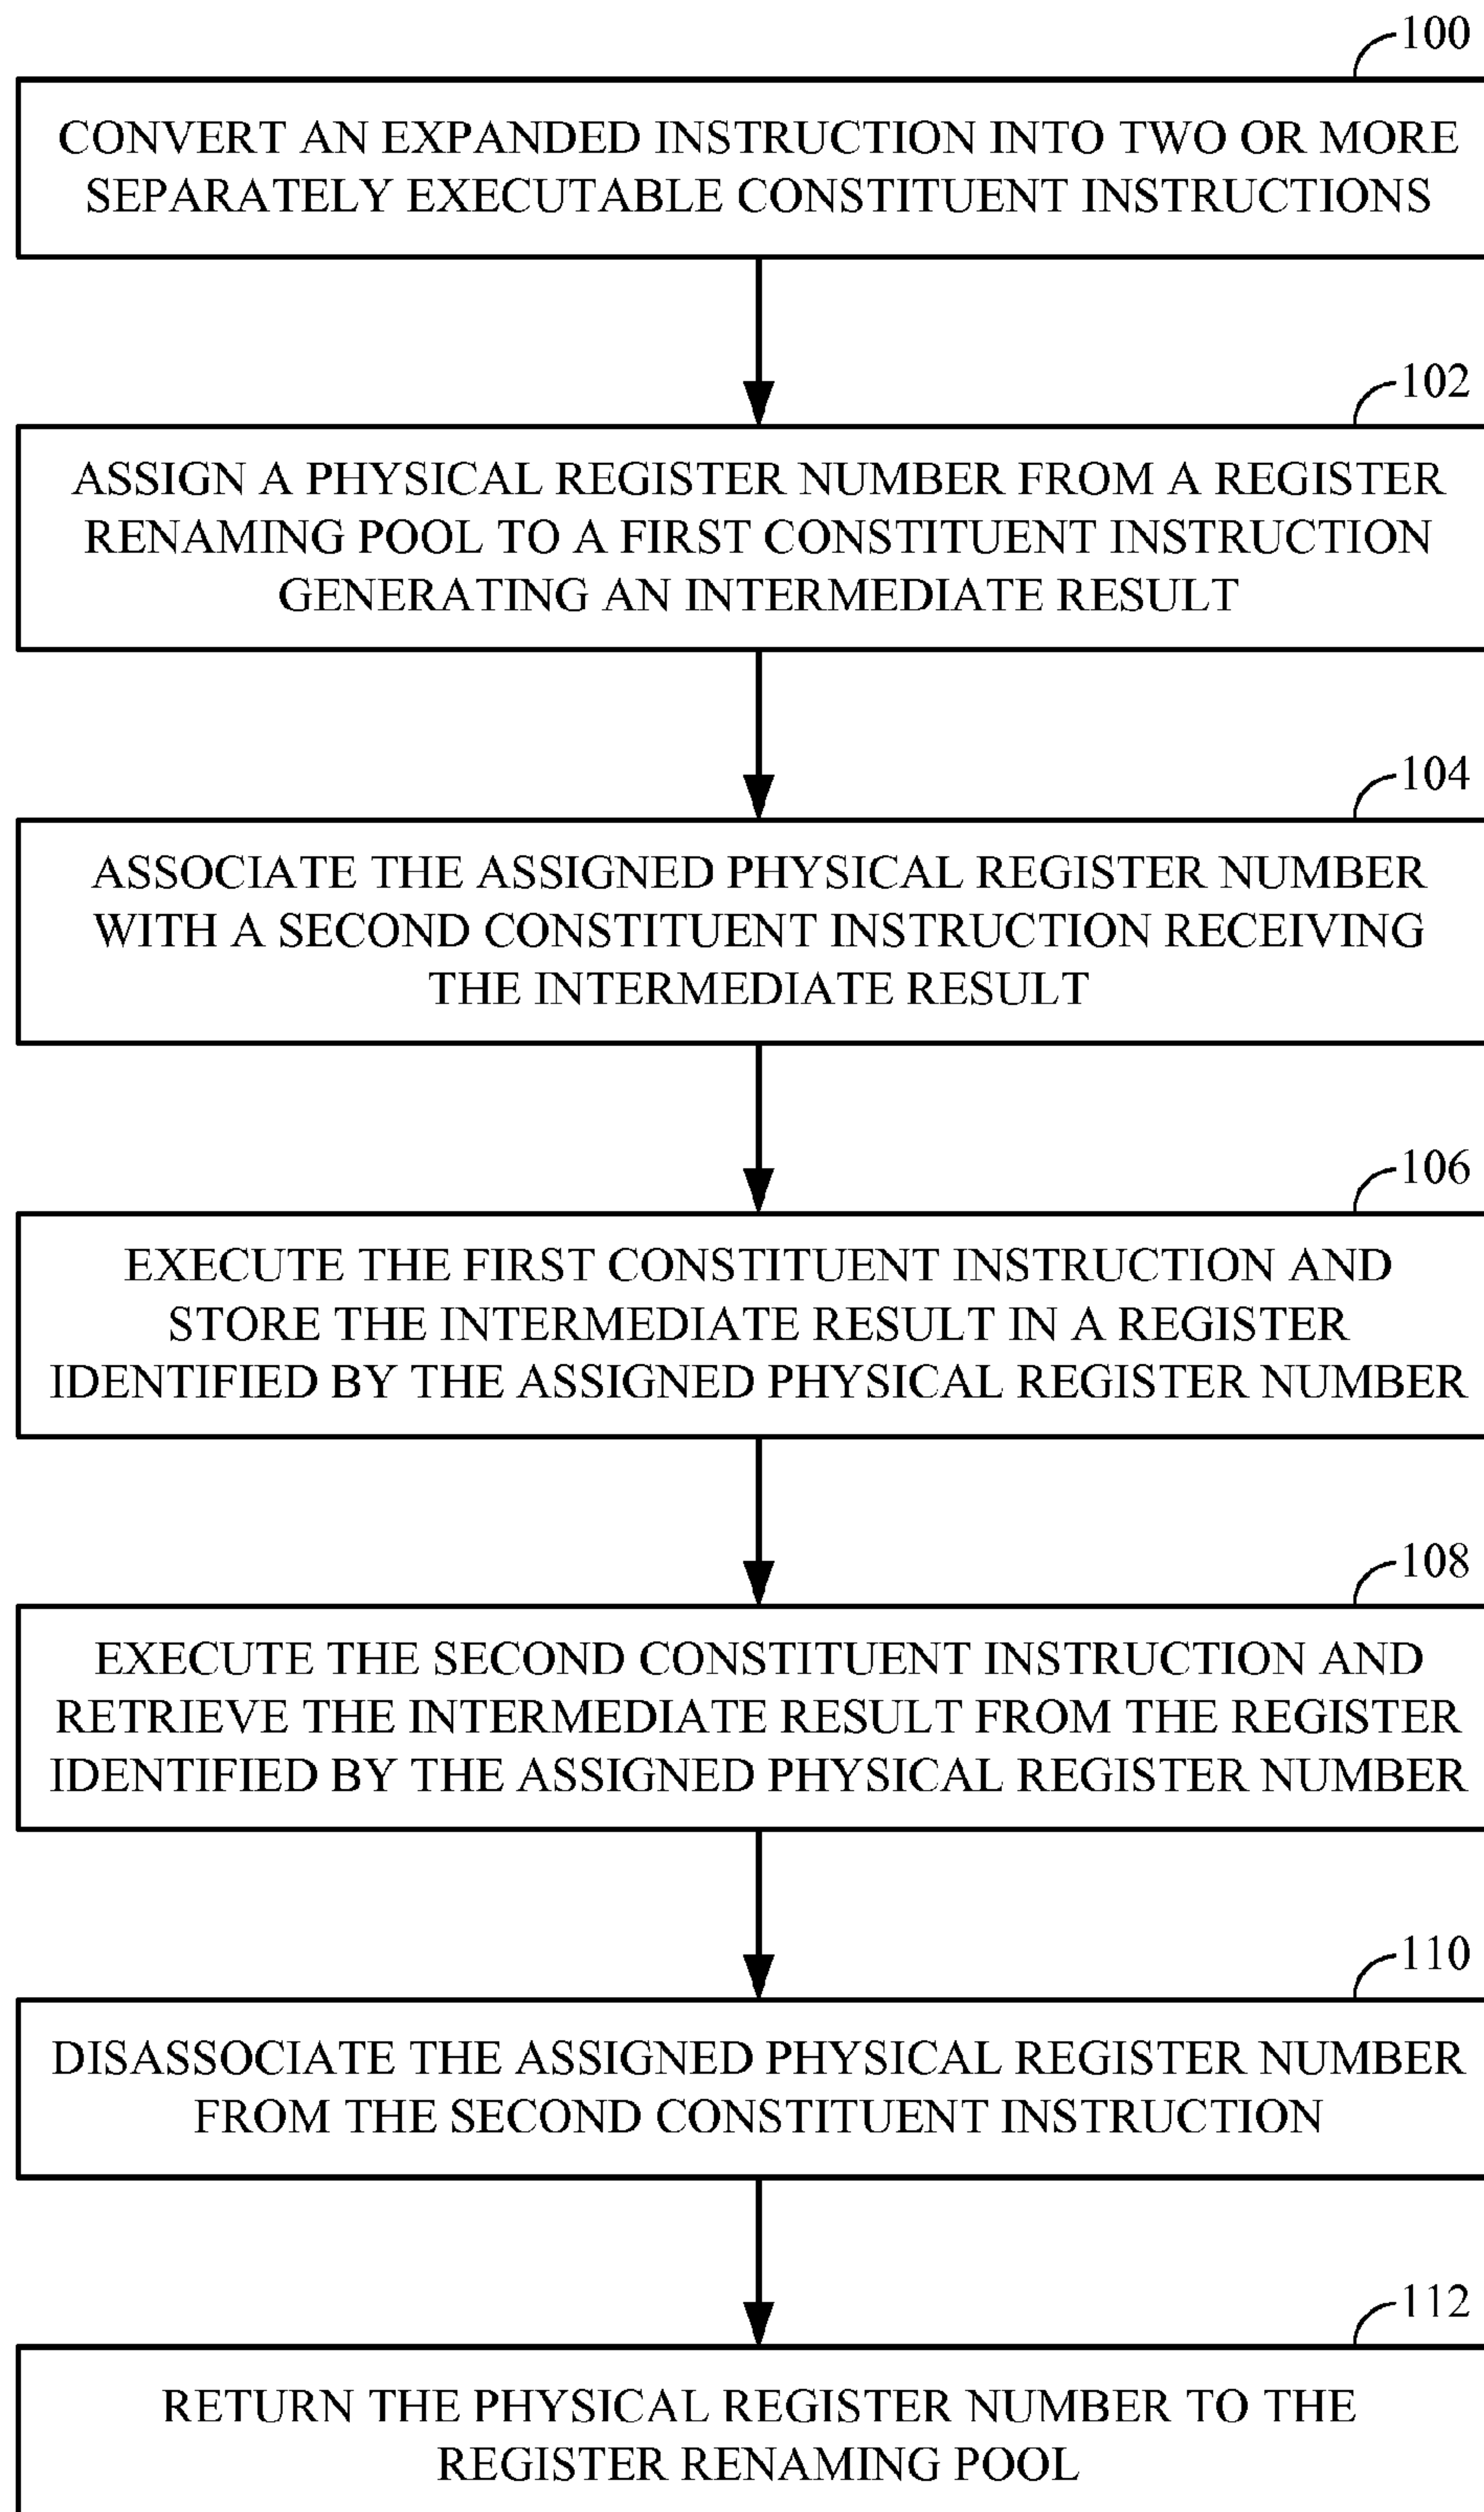 100
CONVERT AN EXPANDED INSTRUCTION INTO TWO OR MORE
SEPARATELY EXECUTABLE CONSTITUENT INSTRUCTIONS
102
ASSIGN A PHYSICAL REGISTER NUMBER FROM A REGISTER
RENAMING POOL TO A FIRST CONSTITUENT INSTRUCTION
GENERATING AN INTERMEDIATE RESULT
104
ASSOCIATE THE ASSIGNED PHYSICAL REGISTER NUMBER
WITH A SECOND CONSTITUENT INSTRUCTION RECEIVING
THE INTERMEDIATE RESULT
106
EXECUTE THE FIRST CONSTITUENT INSTRUCTION AND
STORE THE INTERMEDIATE RESULT IN A REGISTER
IDENTIFIED BY THE ASSIGNED PHYSICAL REGISTER NUMBER
108
EXECUTE THE SECOND CONSTITUENT INSTRUCTION AND
RETRIEVE THE INTERMEDIATE RESULT FROM THE REGISTER
IDENTIFIED BY THE ASSIGNED PHYSICAL REGISTER NUMBER
110
DISASSOCIATE THE ASSIGNED PHYSICAL REGISTER NUMBER
FROM THE SECOND CONSTITUENT INSTRUCTION
112
RETURN THE PHYSICAL REGISTER NUMBER TO THE
REGISTER RENAMING POOL